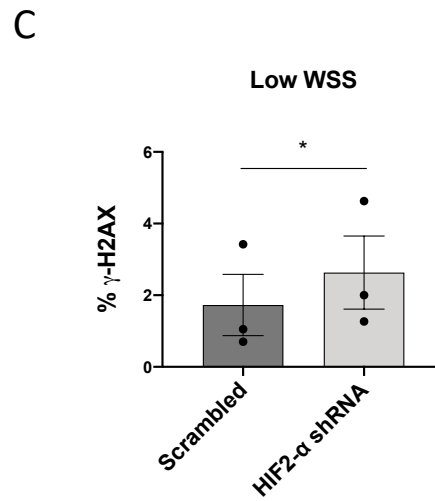 C
Low WSS
*
6
4
2
0
% γ-H2AX
Scrambled
HIF2-α shRNA